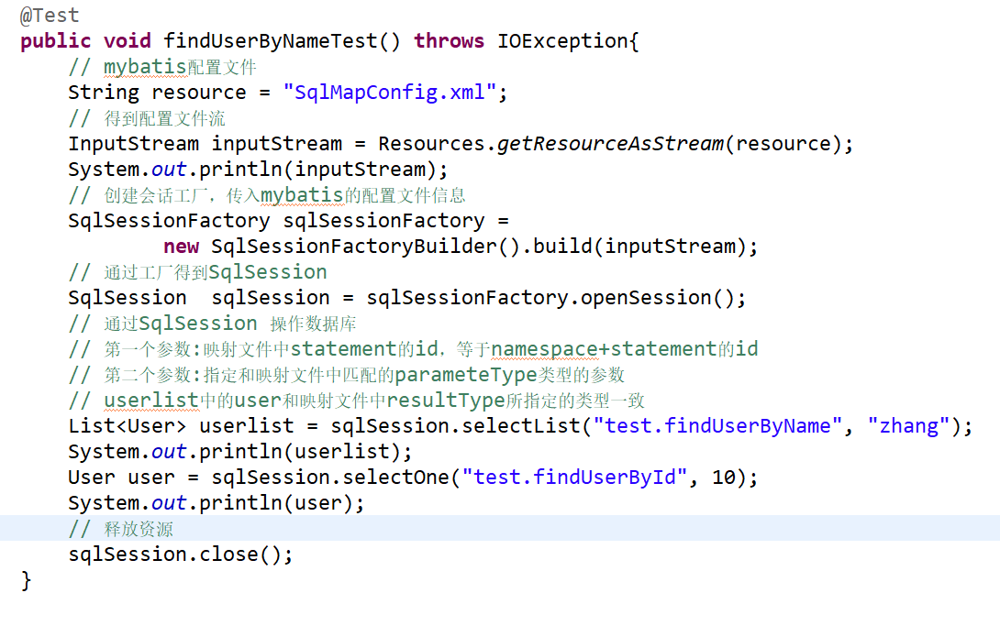 @Test
public void findUserByNameTest() throws IOException{
    // mybatis配置文件
    String resource = "SqlMapConfig.xml";
    // 得到配置文件流
    InputStream inputStream = Resources.getResourceAsStream(resource);
    System.out.println(inputStream);
    // 创建会话工厂，传入mybatis的配置文件信息
    SqlSessionFactory sqlSessionFactory =
            new SqlSessionFactoryBuilder().build(inputStream);
    // 通过工厂得到SqlSession
    SqlSession  sqlSession = sqlSessionFactory.openSession();
    // 通过SqlSession 操作数据库
    // 第一个参数:映射文件中statement的id，等于namespace+statement的id
    // 第二个参数:指定和映射文件中匹配的parameteType类型的参数
    // userlist中的user和映射文件中resultType所指定的类型一致
    List<User> userlist = sqlSession.selectList("test.findUserByName", "zhang");
    System.out.println(userlist);
    User user = sqlSession.selectOne("test.findUserById", 10);
    System.out.println(user);
    // 释放资源
    sqlSession.close();
}